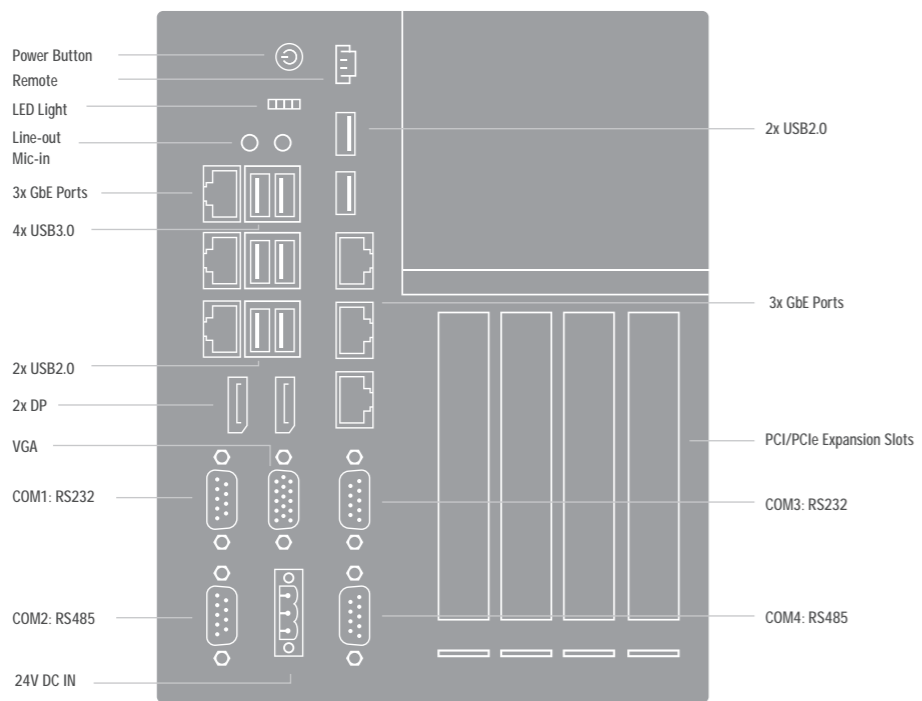 Power Button
Remote
LED Light
Line-out
Mic-in
3x GbE Ports
4x USB3.0
2x USB2.0
2x DP
VGA
COM1: RS232
COM2: RS485
24V DC IN
2x USB2.0
3x GbE Ports
PCI/PCIe Expansion Slots
COM3: RS232
COM4: RS485